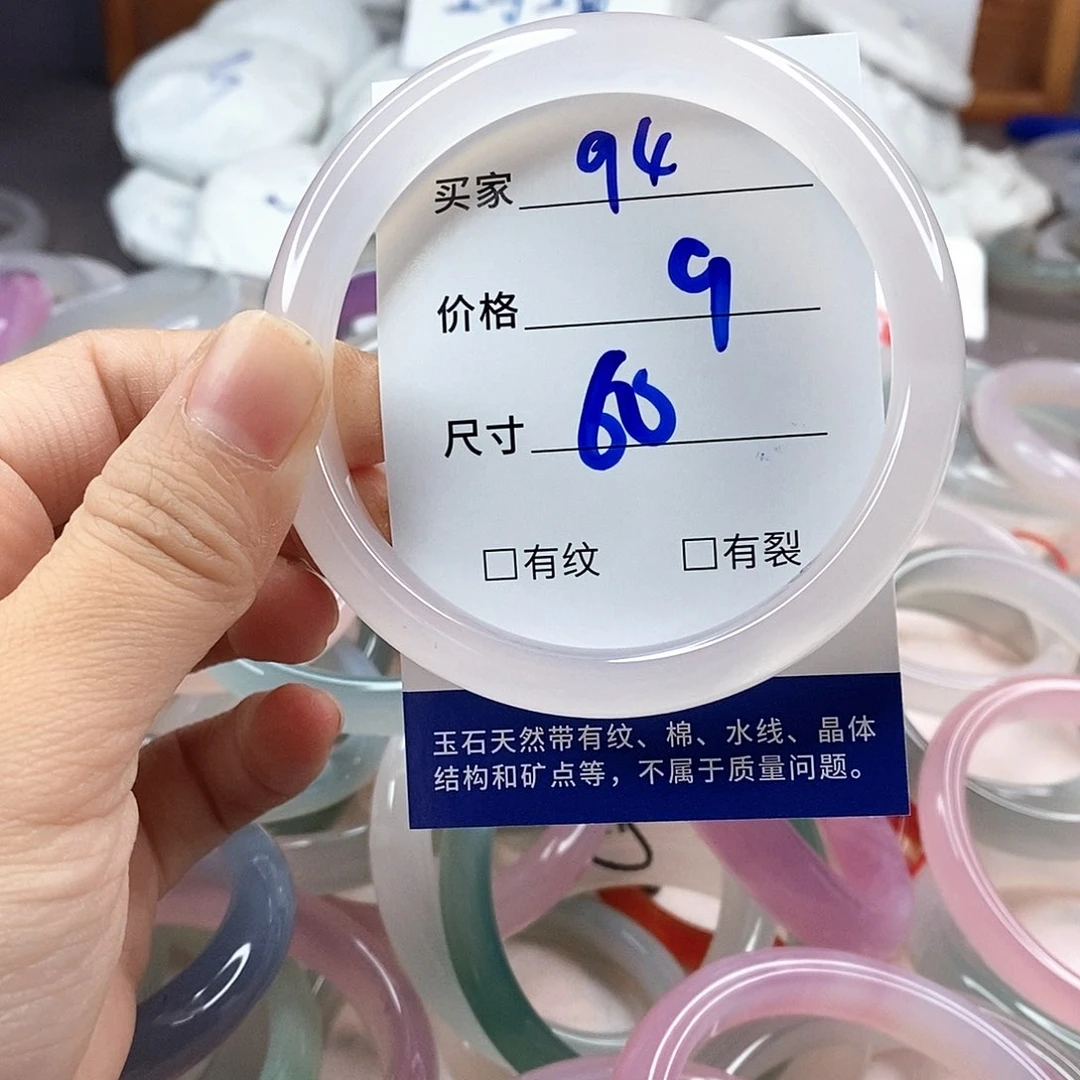 买家 94
价格 9
尺寸 60
□有纹 □有裂
玉石天然带有纹、棉、水线、晶体
结构和矿点等，不属于质量问题。